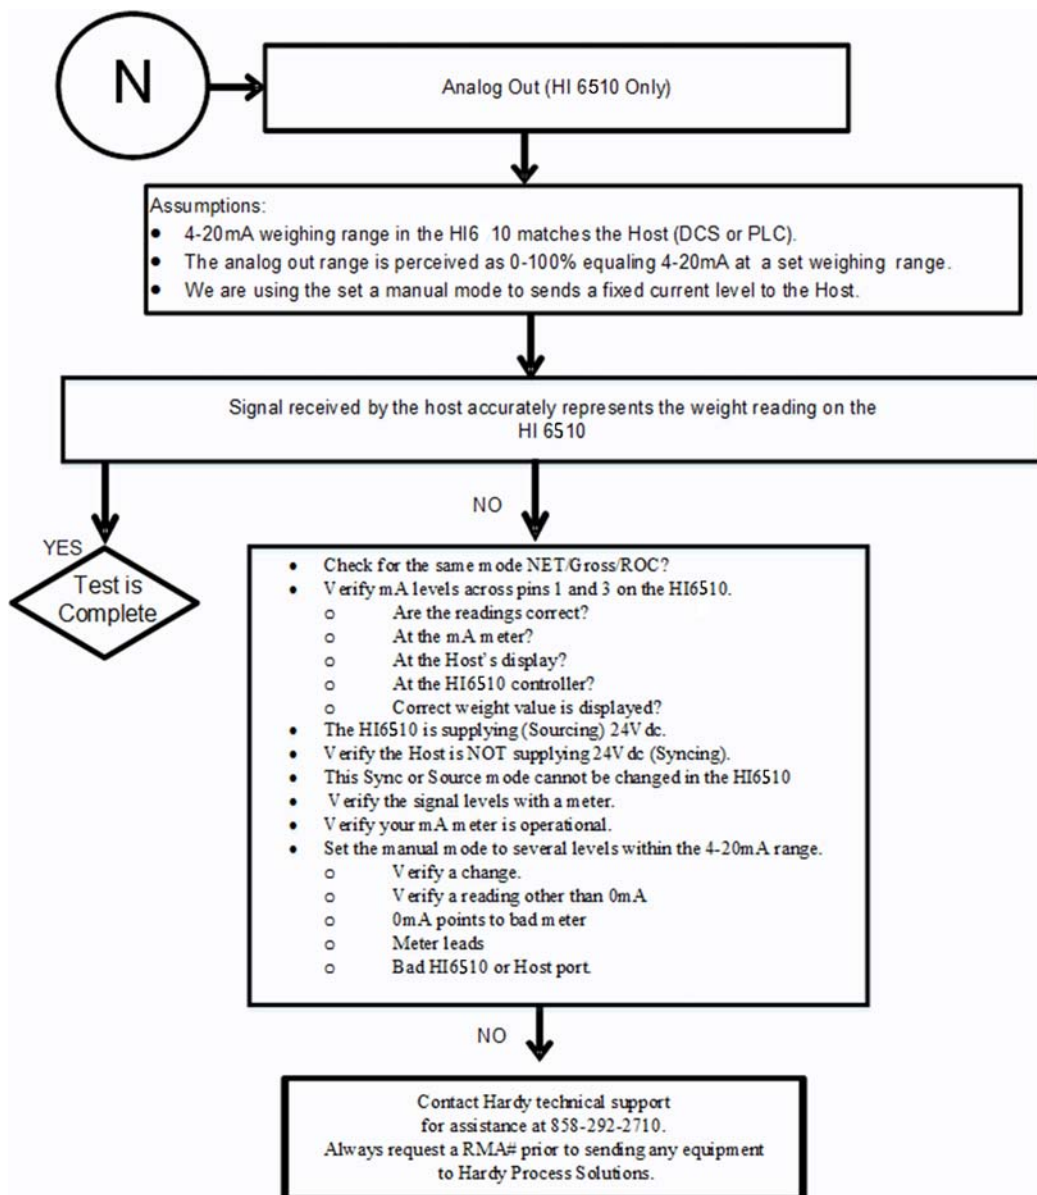 N
Analog Out (HI 6510 Only)
Assumptions:
● 4-20mA weighing range in the HI6 10 matches the Host (DCS or PLC).
● The analog out range is perceived as 0-100% equaling 4-20mA at a set weighing range.
● We are using the set a manual mode to sends a fixed current level to the Host.
Signal received by the host accurately represents the weight reading on the
HI 6510
YES
Test is
Complete
NO
● Check for the same mode NET/Gross/ROC?
● Verify mA levels across pins 1 and 3 on the HI6510.
o Are the readings correct?
o At the mA meter?
o At the Host's display?
o At the HI6510 controller?
o Correct weight value is displayed?
● The HI6510 is supplying (Sourcing) 24Vdc.
● Verify the Host is NOT supplying 24Vdc (Syncing).
● This Sync or Source mode cannot be changed in the HI6510
● Verify the signal levels with a meter.
● Verify your mA meter is operational.
● Set the manual mode to several levels within the 4-20mA range.
o Verify a change.
o Verify a reading other than 0mA
o 0mA points to bad meter
o Meter leads
o Bad HI6510 or Host port.
NO
Contact Hardy technical support
for assistance at 858-292-2710.
Always request a RMA# prior to sending any equipment
to Hardy Process Solutions.